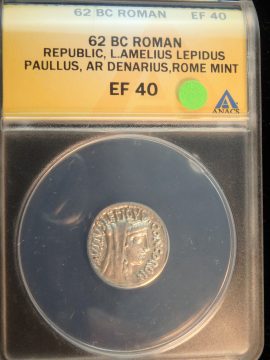 62 BC ROMAN EF 40
62 BC ROMAN
REPUBLIC, L.AMELIUS LEPIDUS
PAULLUS, AR DENARIUS,ROME MINT
EF 40
ANACS